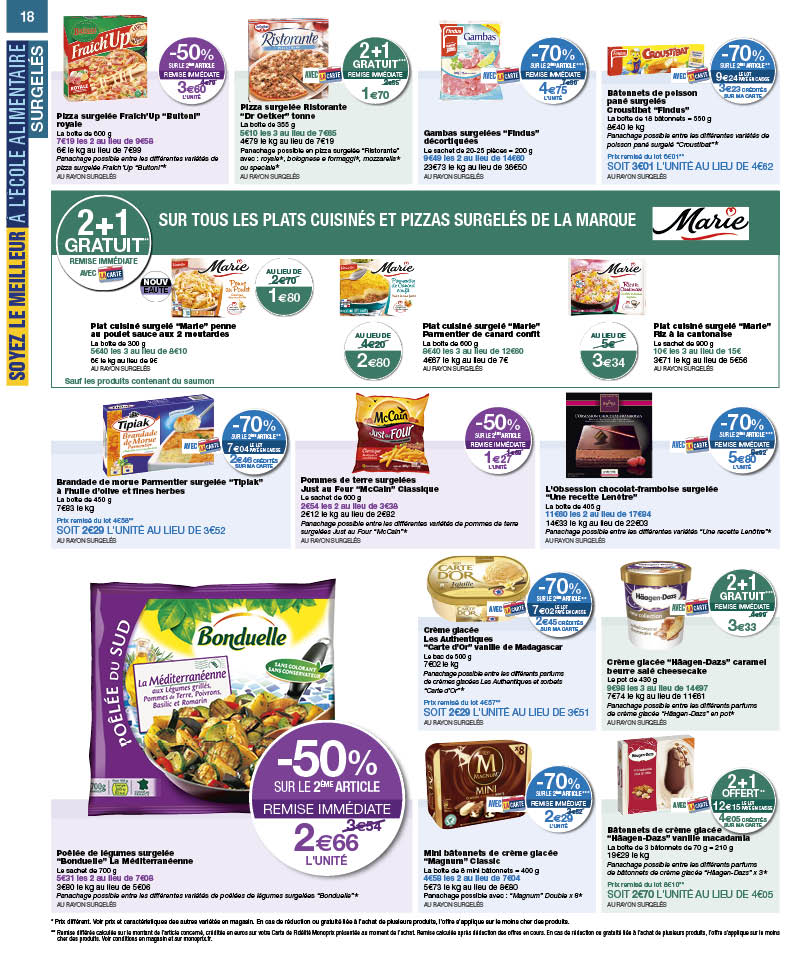 18
SOYEZ LE MEILLEUR À L'ÉCOLE ALIMENTAIRE
SURGELÉS
Fraîch'Up
-50%
SUR LE 2ÈME ARTICLE
REMISE IMMÉDIATE
3€60
L'UNITÉ
Pizza surgelée Fraîch'Up "Buitoni"
royale
La boîte de 600 g
7€19 les 2 au lieu de 9€58
6€ le kg au lieu de 7€99
Panachage possible entre les différentes variétés de
pizza surgelée Fraîch'Up "Buitoni"*
AU RAYON SURGELÉS
Ristorante
AVEC LA CARTE
2+1
GRATUIT
REMISE IMMÉDIATE
1€70
Pizza surgelée Ristorante
"Dr Oetker" tonne
La boîte de 355 g
5€10 les 3 au lieu de 7€65
4€79 le kg au lieu de 7€19
Panachage possible en pizza surgelée "Ristorante"
avec : royale*, bolognese e formaggi*, mozzarella*
ou speciale*
AU RAYON SURGELÉS
Findus
Gambas
AVEC LA CARTE
-70%
SUR LE 2ÈME ARTICLE***
REMISE IMMÉDIATE
4€75
L'UNITÉ
Gambas surgelées "Findus"
décortiquées
Le sachet de 20-25 pièces = 200 g
9€49 les 2 au lieu de 14€60
23€73 le kg au lieu de 36€50
AU RAYON SURGELÉS
Findus
CROUSTIBAT
AVEC LA CARTE
-70%
SUR LE 2ÈME ARTICLE**
9€24 LE LOT PAYÉ EN CAISSE
3€23 CRÉDITÉS
SUR MA CARTE
Bâtonnets de poisson
pané surgelés
Croustibat "Findus"
La boîte de 18 bâtonnets = 550 g
8€40 le kg
Panachage possible entre les différentes variétés de
poisson pané surgelé "Croustibat"*
Prix remisé du lot 6€01**
SOIT 3€01 L'UNITÉ AU LIEU DE 4€62
AU RAYON SURGELÉS
2+1
GRATUIT
REMISE IMMÉDIATE
AVEC LA CARTE
SUR TOUS LES PLATS CUISINÉS ET PIZZAS SURGELÉS DE LA MARQUE
Marie
NOUVEAUTÉ
Marie
Penne au Poulet
AU LIEU DE
2€70
1€80
Plat cuisiné surgelé "Marie" penne
au poulet sauce aux 2 moutardes
La boîte de 300 g
5€40 les 3 au lieu de 8€10
6€ le kg au lieu de 9€
AU RAYON SURGELÉS
Sauf les produits contenant du saumon
Marie
AU LIEU DE
4€20
2€80
Plat cuisiné surgelé "Marie"
Parmentier de canard confit
La boîte de 600 g
8€40 les 3 au lieu de 12€60
4€67 le kg au lieu de 7€
AU RAYON SURGELÉS
Marie
AU LIEU DE
5€
3€34
Plat cuisiné surgelé "Marie"
Riz à la cantonaise
Le sachet de 900 g
10€ les 3 au lieu de 15€
3€71 le kg au lieu de 5€56
AU RAYON SURGELÉS
Tipiak
Brandade de Morue
Parmentier
AVEC LA CARTE
-70%
SUR LE 2ÈME ARTICLE**
7€04 LE LOT PAYÉ EN CAISSE
2€46 CRÉDITÉS
SUR MA CARTE
Brandade de morue Parmentier surgelée "Tipiak"
à l'huile d'olive et fines herbes
La boîte de 450 g
7€83 le kg
Prix remisé du lot 4€58**
SOIT 2€29 L'UNITÉ AU LIEU DE 3€52
AU RAYON SURGELÉS
McCain
Just au Four
-50%
SUR LE 2ÈME ARTICLE
REMISE IMMÉDIATE
1€27
L'UNITÉ
Pommes de terre surgelées
Just au Four "McCain" Classique
Le sachet de 600 g
2€54 les 2 au lieu de 3€38
2€12 le kg au lieu de 2€82
Panachage possible entre les différentes variétés de pommes de terre
surgelées Just au Four "McCain"*
AU RAYON SURGELÉS
L'OBSESSION CHOCOLAT-FRAMBOISE
AVEC LA CARTE
-70%
SUR LE 2ÈME ARTICLE***
REMISE IMMÉDIATE
5€80
L'UNITÉ
L'Obsession chocolat-framboise surgelée
"Une recette Lenôtre"
La boîte de 405 g
11€60 les 2 au lieu de 17€84
14€33 le kg au lieu de 22€03
Panachage possible entre les différentes variétés "Une recette Lenôtre"*
AU RAYON SURGELÉS
POÊLÉE DU SUD
Bonduelle
SANS COLORANT
SANS CONSERVATEUR
La Méditerranéenne
aux Légumes grillés,
Pommes de Terre, Poivrons,
Basilic et Romarin
700g
-50%
SUR LE 2ÈME ARTICLE
REMISE IMMÉDIATE
3€54
2€66
L'UNITÉ
Poêlée de légumes surgelée
"Bonduelle" La Méditerranéenne
Le sachet de 700 g
5€31 les 2 au lieu de 7€08
3€80 le kg au lieu de 5€06
Panachage possible entre les différentes variétés de poêlées de légumes surgelées "Bonduelle"*
AU RAYON SURGELÉS
CARTE D'OR
Vanille
AVEC LA CARTE
-70%
SUR LE 2ÈME ARTICLE**
7€02 LE LOT PAYÉ EN CAISSE
2€45 CRÉDITÉS
SUR MA CARTE
Crème glacée
Les Authentiques
"Carte d'Or" vanille de Madagascar
Le bac de 500 g
7€02 le kg
Panachage possible entre les différents parfums
de crèmes glacées Les Authentiques et sorbets
"Carte d'Or"*
Prix remisé du lot 4€57**
SOIT 2€29 L'UNITÉ AU LIEU DE 3€51
AU RAYON SURGELÉS
Häagen-Dazs
AVEC LA CARTE
2+1
GRATUIT
REMISE IMMÉDIATE
4€99
3€33
Crème glacée "Häagen-Dazs" caramel
beurre salé cheesecake
Le pot de 430 g
9€98 les 3 au lieu de 14€97
7€74 le kg au lieu de 11€61
Panachage possible entre les différents parfums
de crème glacée "Häagen-Dazs" en pot*
AU RAYON SURGELÉS
x8
MAGNUM
MINI
AVEC LA CARTE
-70%
SUR LE 2ÈME ARTICLE***
REMISE IMMÉDIATE
3€52
2€29
L'UNITÉ
Mini bâtonnets de crème glacée
"Magnum" Classic
La boîte de 8 mini bâtonnets = 400 g
4€58 les 2 au lieu de 7€04
5€73 le kg au lieu de 8€80
Panachage possible avec : "Magnum" Double x 8*
AU RAYON SURGELÉS
Häagen-Dazs
AVEC LA CARTE
2+1
OFFERT**
12€15 PAYÉ EN CAISSE
4€05 CRÉDITÉS
SUR MA CARTE
Bâtonnets de crème glacée
"Häagen-Dazs" vanille macadamia
La boîte de 3 bâtonnets de 70 g = 210 g
19€29 le kg
Panachage possible entre les différents parfums
de bâtonnets de crème glacée "Häagen-Dazs" x 3*
Prix remisé du lot 8€10**
SOIT 2€70 L'UNITÉ AU LIEU DE 4€05
AU RAYON SURGELÉS
* Prix différent. Voir prix et caractéristiques des autres variétés en magasin. En cas de réduction ou gratuité liée à l'achat de plusieurs produits, l'offre s'applique sur le moins cher des produits.
** Remise différée calculée sur le montant de l'article concerné, créditée en euros sur votre Carte de Fidélité Monoprix présentée au moment de l'achat. Remise calculée après déduction des offres en cours. En cas de réduction ou gratuité liée à l'achat de plusieurs produits, l'offre s'applique sur le moins
cher des produits. Voir conditions en magasin et sur monoprix.fr.